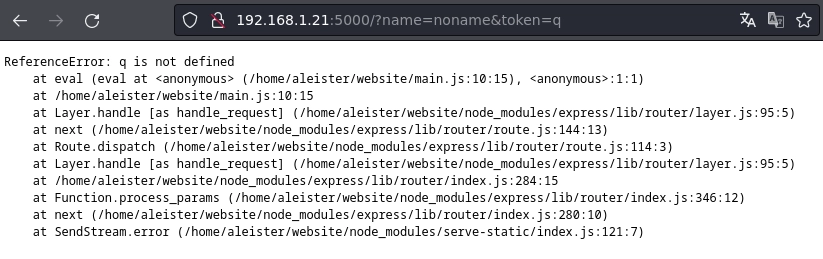 192.168.1.21:5000/?name=noname&token=q
ReferenceError: q is not defined
    at eval (eval at <anonymous> (/home/aleister/website/main.js:10:15), <anonymous>:1:1)
    at /home/aleister/website/main.js:10:15
    at Layer.handle [as handle_request] (/home/aleister/website/node_modules/express/lib/router/layer.js:95:5)
    at next (/home/aleister/website/node_modules/express/lib/router/route.js:144:13)
    at Route.dispatch (/home/aleister/website/node_modules/express/lib/router/route.js:114:3)
    at Layer.handle [as handle_request] (/home/aleister/website/node_modules/express/lib/router/layer.js:95:5)
    at /home/aleister/website/node_modules/express/lib/router/index.js:284:15
    at Function.process_params (/home/aleister/website/node_modules/express/lib/router/index.js:346:12)
    at next (/home/aleister/website/node_modules/express/lib/router/index.js:280:10)
    at SendStream.error (/home/aleister/website/node_modules/serve-static/index.js:121:7)